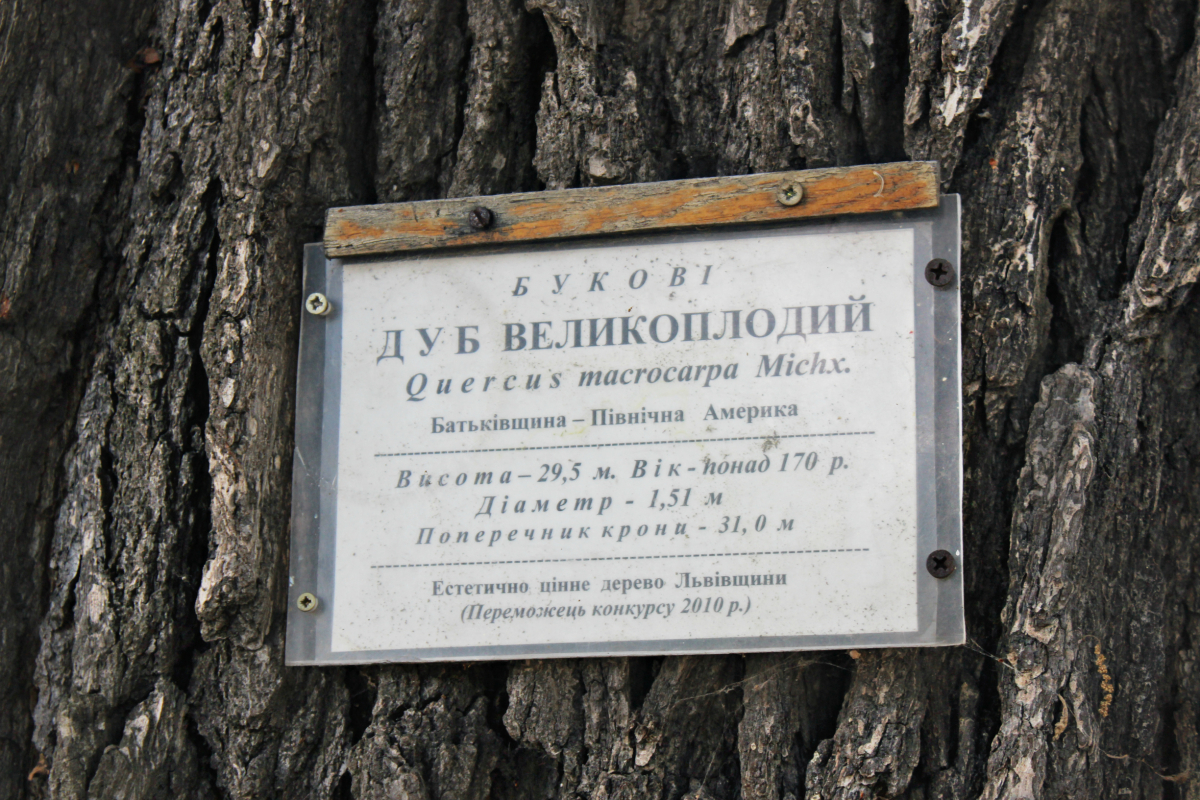 БУКОВІ
ДУБ ВЕЛИКОПЛОДИЙ
Quercus macrocarpa Michx.
Батьківщина – Північна Америка
Висота – 29,5 м. Вік - понад 170 р.
Діаметр - 1,51 м
Поперечник крони - 31,0 м
Естетично цінне дерево Львівщини
(Переможець конкурсу 2010 р.)